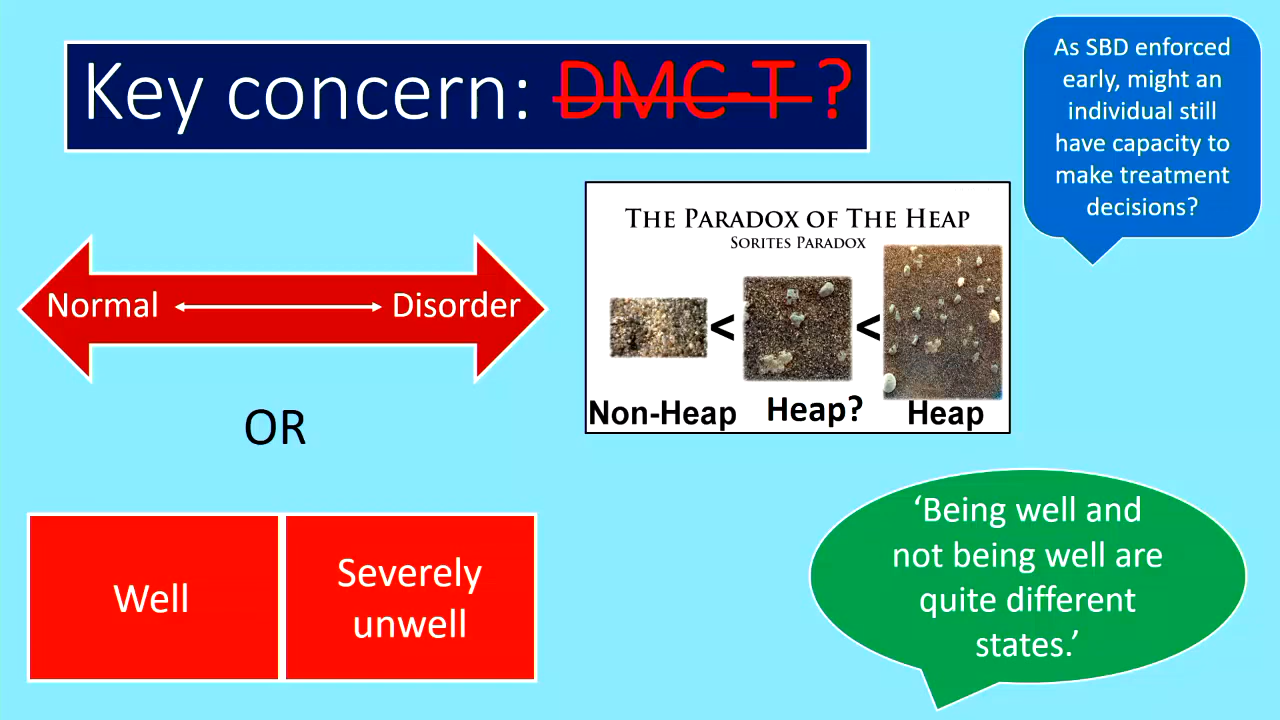 Key concern: DMC-T ?
As SBD enforced
early, might an
individual still
have capacity to
make treatment
decisions?
THE PARADOX OF THE HEAP
SORITES PARADOX
Normal Disorder
< <
Non-Heap Heap? Heap
OR
Well
Severely
unwell
‘Being well and
not being well are
quite different
states.’